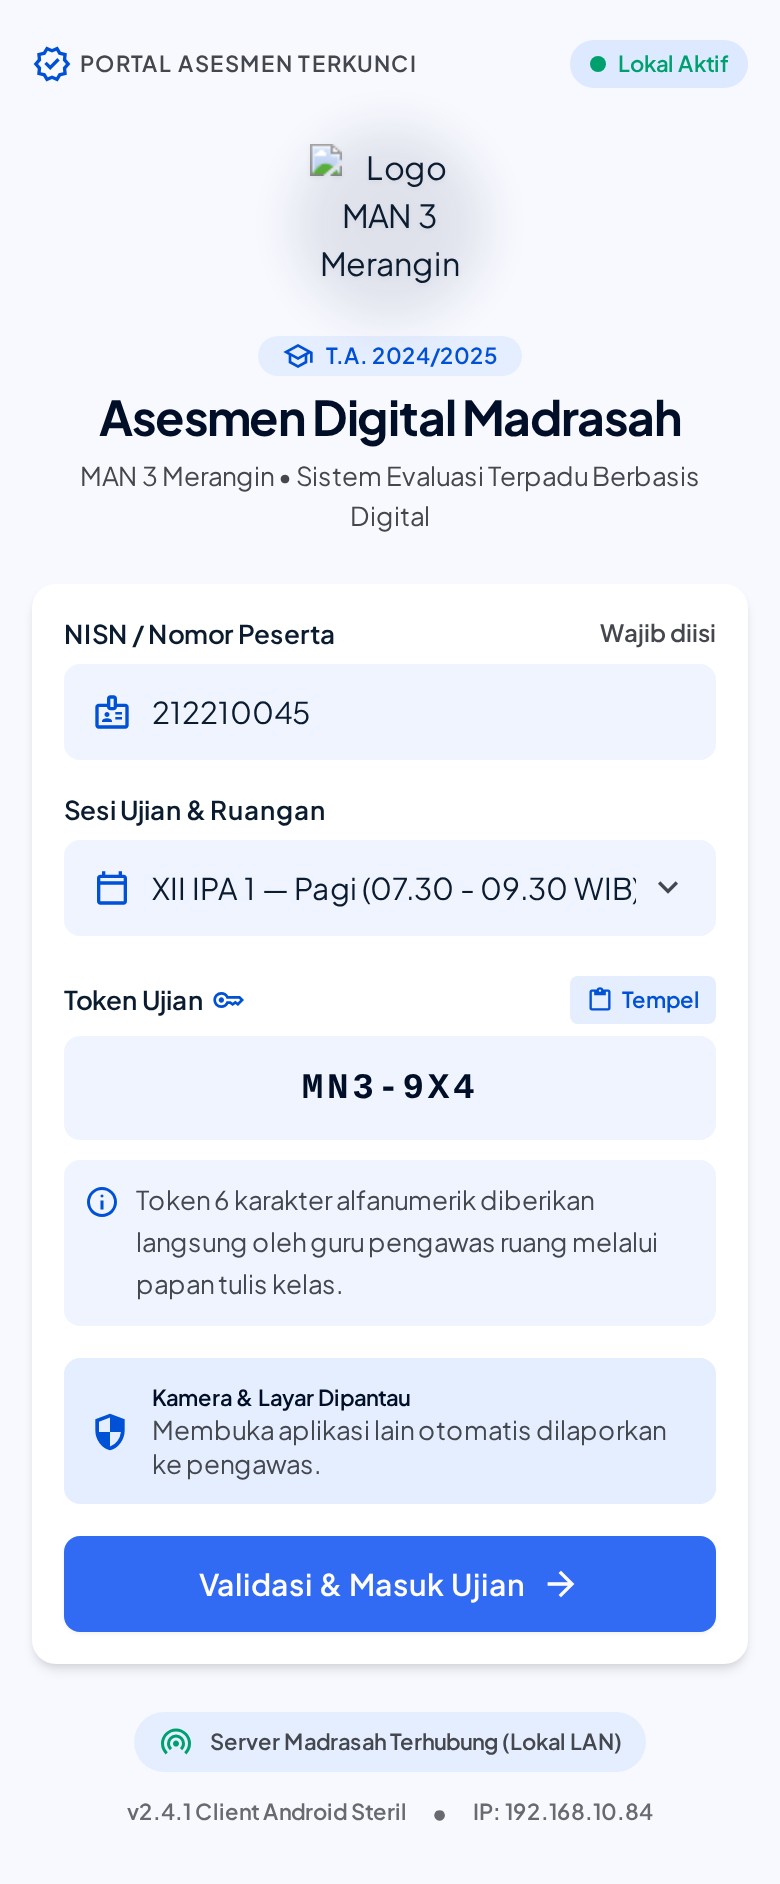 PORTAL ASESMEN TERKUNCI
Lokal Aktif
Logo
MAN 3
Merangin
T.A. 2024/2025
Asesmen Digital Madrasah
MAN 3 Merangin • Sistem Evaluasi Terpadu Berbasis
Digital
NISN / Nomor Peserta
Wajib diisi
212210045
Sesi Ujian & Ruangan
XII IPA 1 — Pagi (07.30 - 09.30 WIB)
Token Ujian
Tempel
MN3-9X4
Token 6 karakter alfanumerik diberikan
langsung oleh guru pengawas ruang melalui
papan tulis kelas.
Kamera & Layar Dipantau
Membuka aplikasi lain otomatis dilaporkan
ke pengawas.
Validasi & Masuk Ujian
Server Madrasah Terhubung (Lokal LAN)
v2.4.1 Client Android Steril ● IP: 192.168.10.84